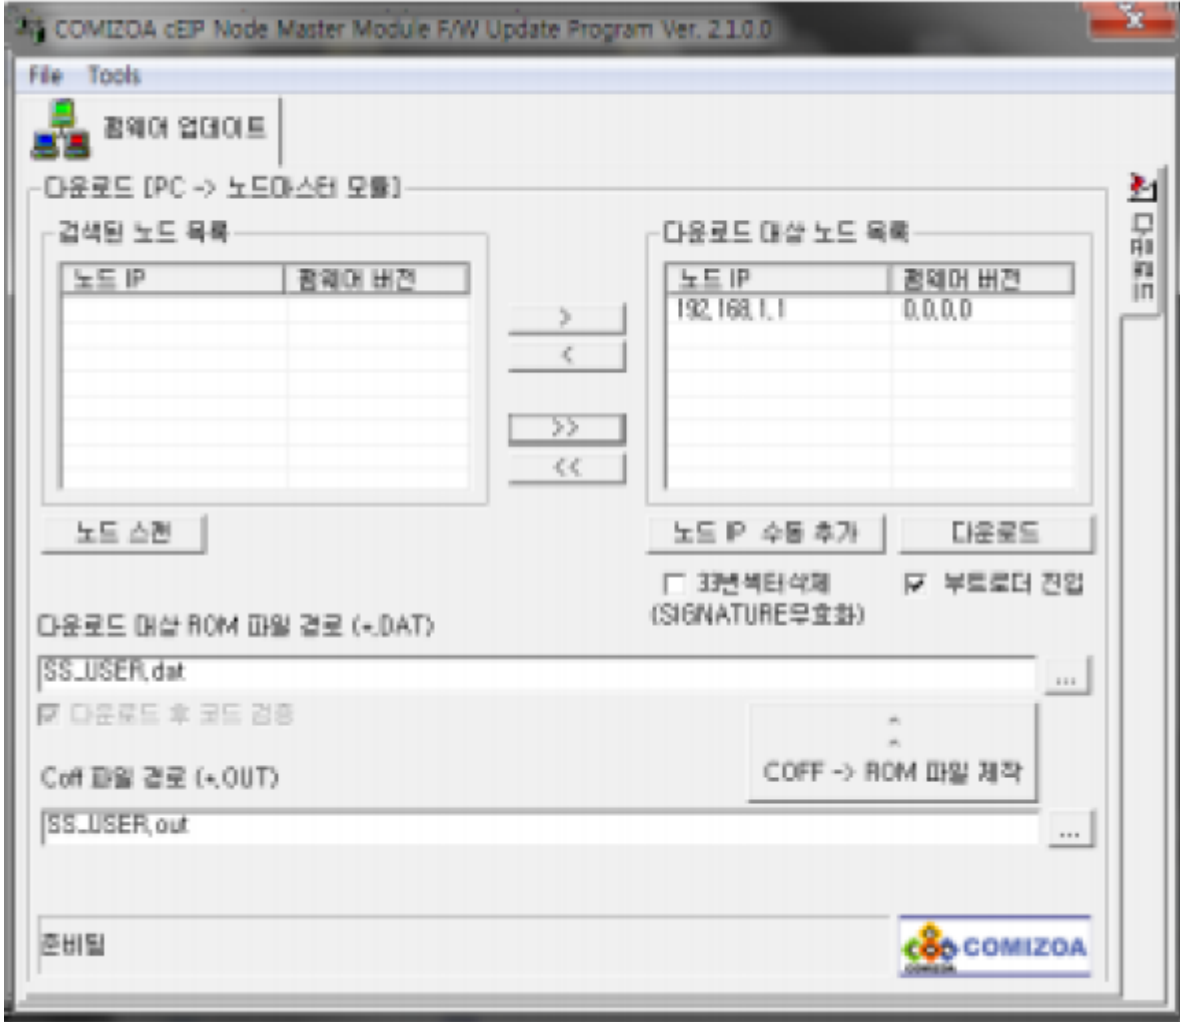 COMIZOA cEIP Node Master Module F/W Update Program Ver. 2.1.0.0
File Tools
펌웨어 업데이트
다운로드 [PC -> 노드마스터 모듈]
검색된 노드 목록
노드 IP 펌웨어 버전
>
<
>>
<<
노드 스캔
다운로드 대상 노드 목록
노드 IP 펌웨어 버전
192.168.1.1 0.0.0.0
노드 IP 수동 추가 다운로드
33번섹터삭제
(SIGNATURE무효화)
부트로더 진입
다운로드 대상 ROM 파일 경로 (*.DAT)
SS_USER.dat ...
다운로드 후 코드 검증
^
^
COFF -> ROM 파일 제작
Coff 파일 경로 (*.OUT)
SS_USER.out ...
준비됨
COMIZOA
COMIZOA